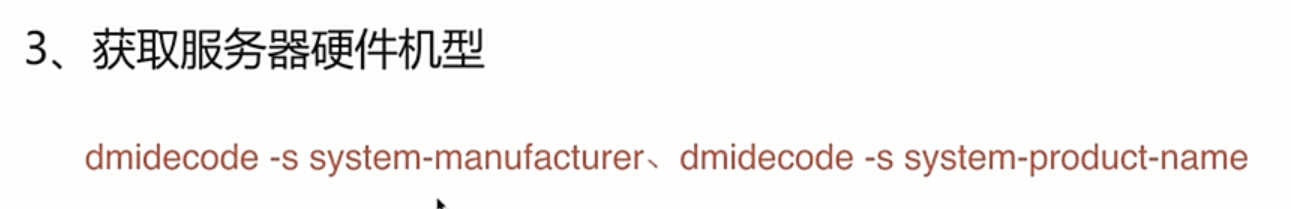 3、获取服务器硬件机型
dmidecode -s system-manufacturer、dmidecode -s system-product-name